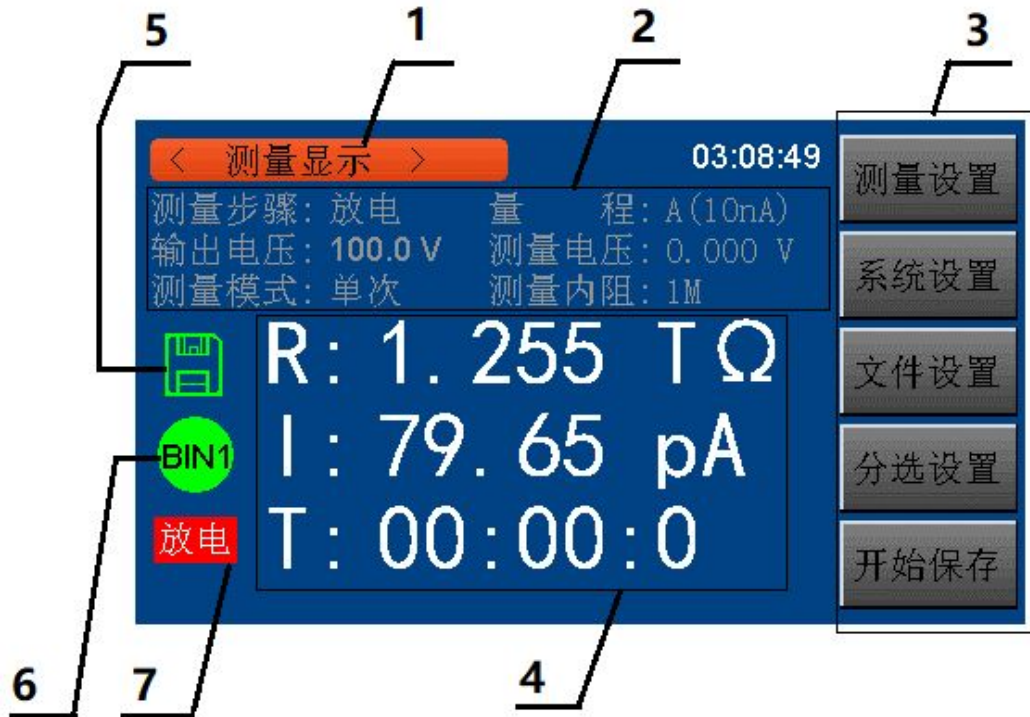 5
1
2
3
< 测量显示 >
03:08:49
测量步骤: 放电
量 程: A(10nA)
输出电压: 100.0 V
测量电压: 0.000 V
测量模式: 单次
测量内阻: 1M
测量设置
系统设置
文件设置
分选设置
开始保存
R: 1.255 TΩ
BIN1
I: 79.65 pA
放电
T: 00:00:0
6
7
4